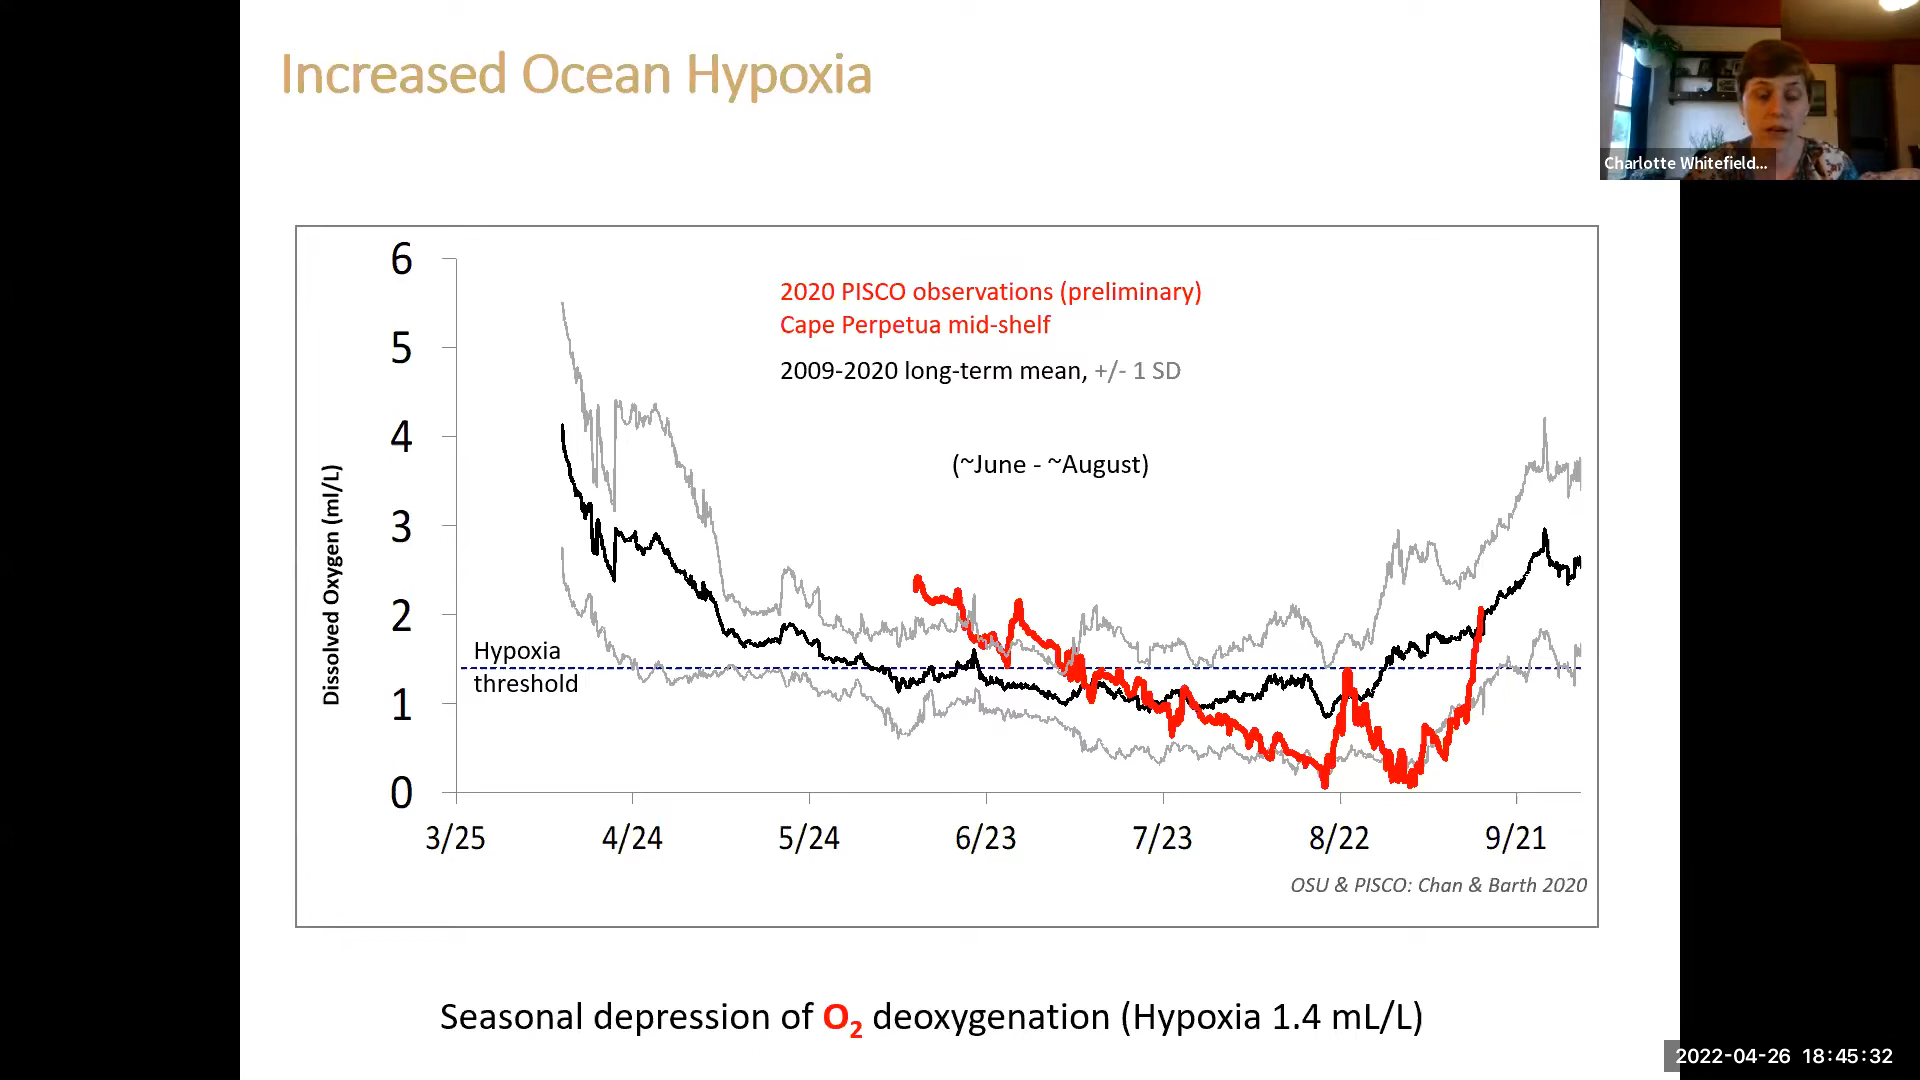 Increased Ocean Hypoxia
Charlotte Whitefield...
6
5
4
3
2
1
0
Dissolved Oxygen (ml/L)
2020 PISCO observations (preliminary)
Cape Perpetua mid-shelf
2009-2020 long-term mean, +/- 1 SD
(~June - ~August)
Hypoxia
threshold
3/25 4/24 5/24 6/23 7/23 8/22 9/21
OSU & PISCO: Chan & Barth 2020
Seasonal depression of O₂ deoxygenation (Hypoxia 1.4 mL/L)
2022-04-26 18:45:32